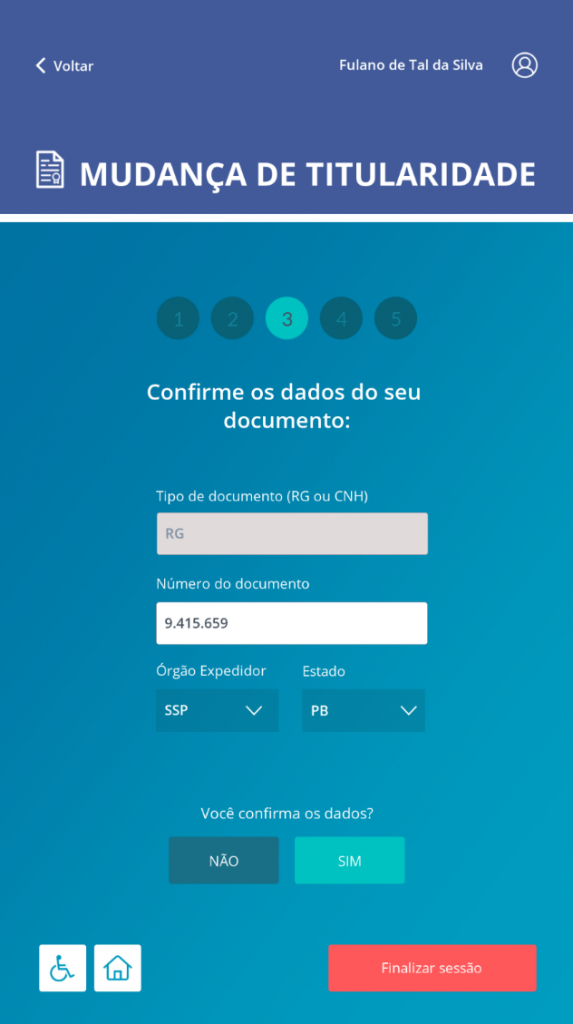 Voltar
Fulano de Tal da Silva
MUDANÇA DE TITULARIDADE
1 2 3 4 5
Confirme os dados do seu
documento:
Tipo de documento (RG ou CNH)
RG
Número do documento
9.415.659
Órgão Expedidor Estado
SSP PB
Você confirma os dados?
NÃO SIM
Finalizar sessão